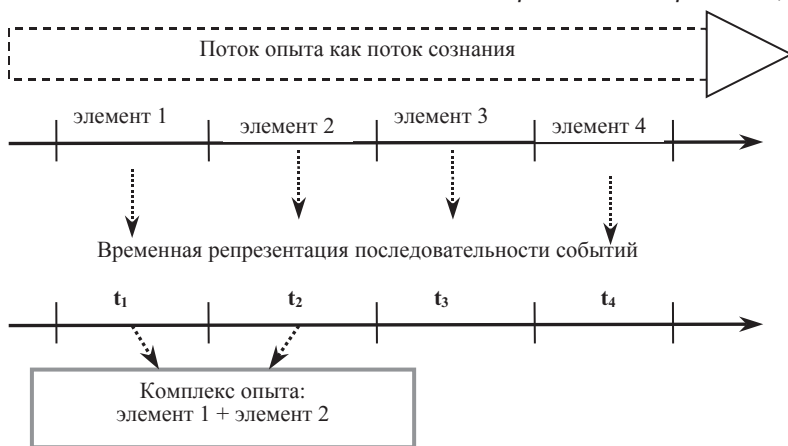 Поток опыта как поток сознания
элемент 1 элемент 2 элемент 3 элемент 4
Временная репрезентация последовательности событий
t1 t2 t3 t4
Комплекс опыта:
элемент 1 + элемент 2